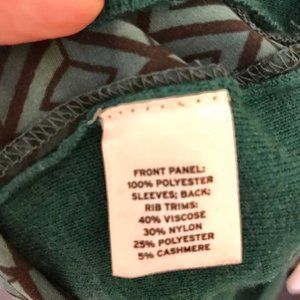 FRONT PANEL:
100% POLYESTER
SLEEVES; BACK:
RIB TRIMS:
40% VISCOSE
30% NYLON
25% POLYESTER
5% CASHMERE